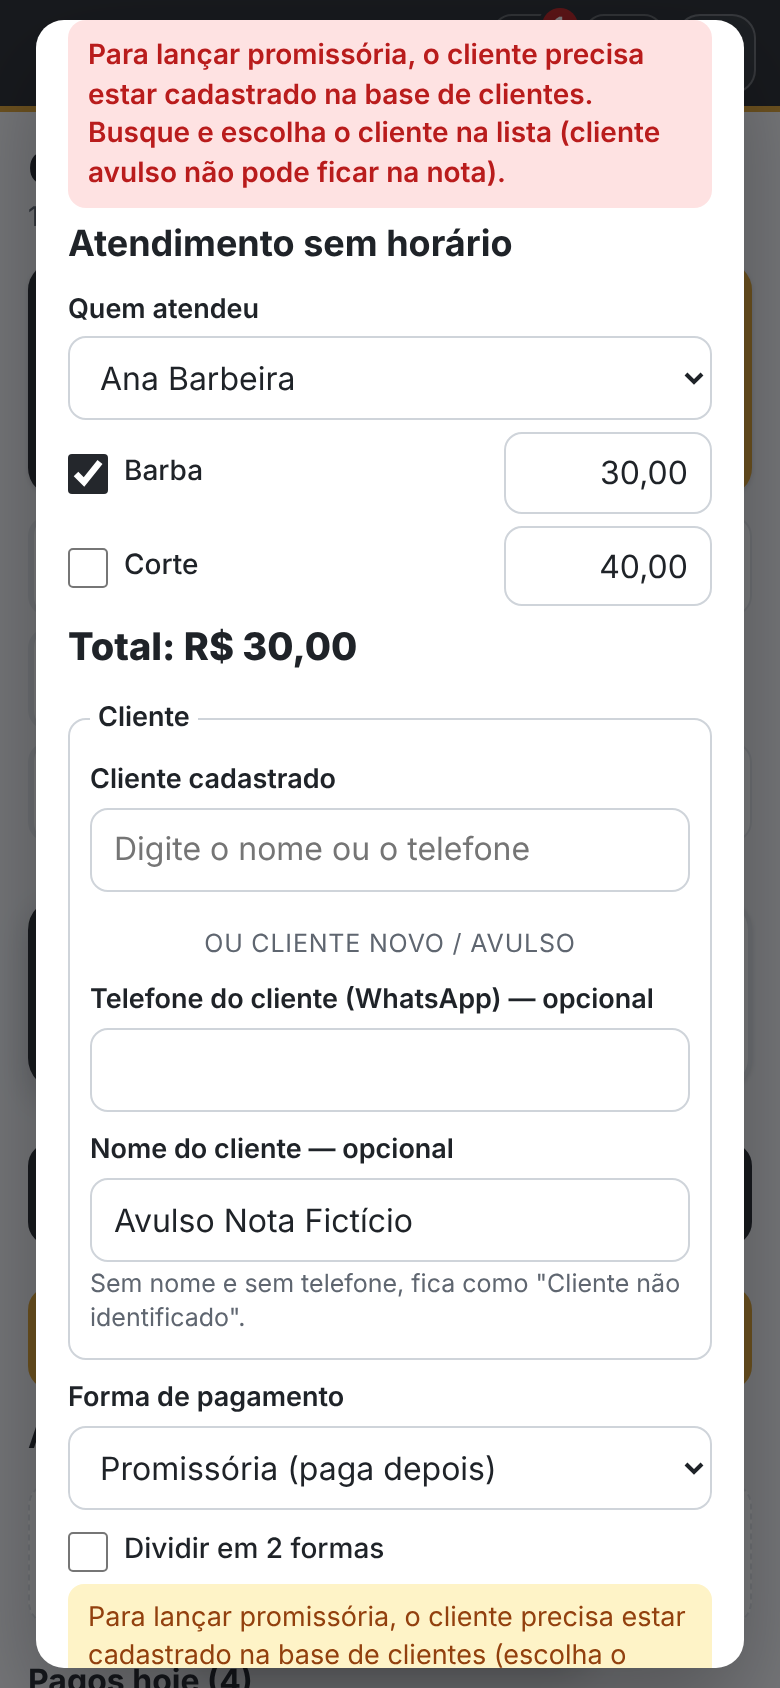 Para lançar promissória, o cliente precisa
estar cadastrado na base de clientes.
Busque e escolha o cliente na lista (cliente
avulso não pode ficar na nota).
Atendimento sem horário
Quem atendeu
Ana Barbeira
Barba
30,00
Corte
40,00
Total: R$ 30,00
Cliente
Cliente cadastrado
Digite o nome ou o telefone
OU CLIENTE NOVO / AVULSO
Telefone do cliente (WhatsApp) — opcional
Nome do cliente — opcional
Avulso Nota Fictício
Sem nome e sem telefone, fica como "Cliente não
identificado".
Forma de pagamento
Promissória (paga depois)
Dividir em 2 formas
Para lançar promissória, o cliente precisa estar
cadastrado na base de clientes (escolha o
Pagos hoje (4)